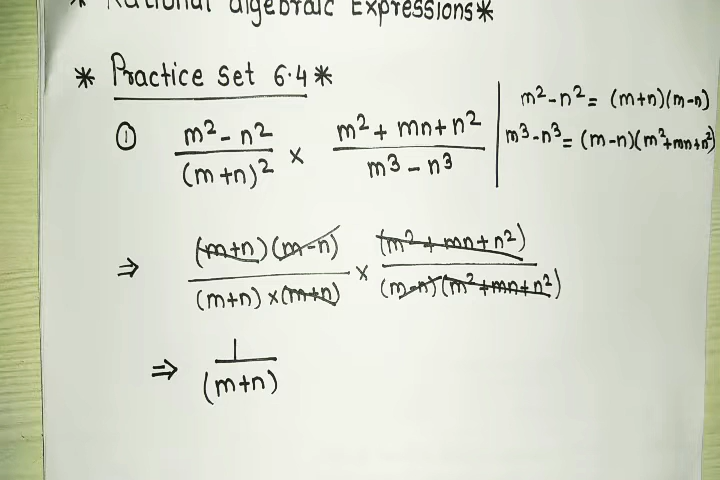 * Rational algebraic Expressions *
* Practice Set 6.4 *
① (m² - n²)/(m + n)² × (m² + mn + n²)/(m³ - n³)
m² - n² = (m+n)(m-n)
m³ - n³ = (m-n)(m²+mn+n²)
⇒ (m+n)(m-n)/(m+n)×(m+n) × (m²+mn+n²)/(m-n)(m²+mn+n²)
⇒ 1/(m+n)